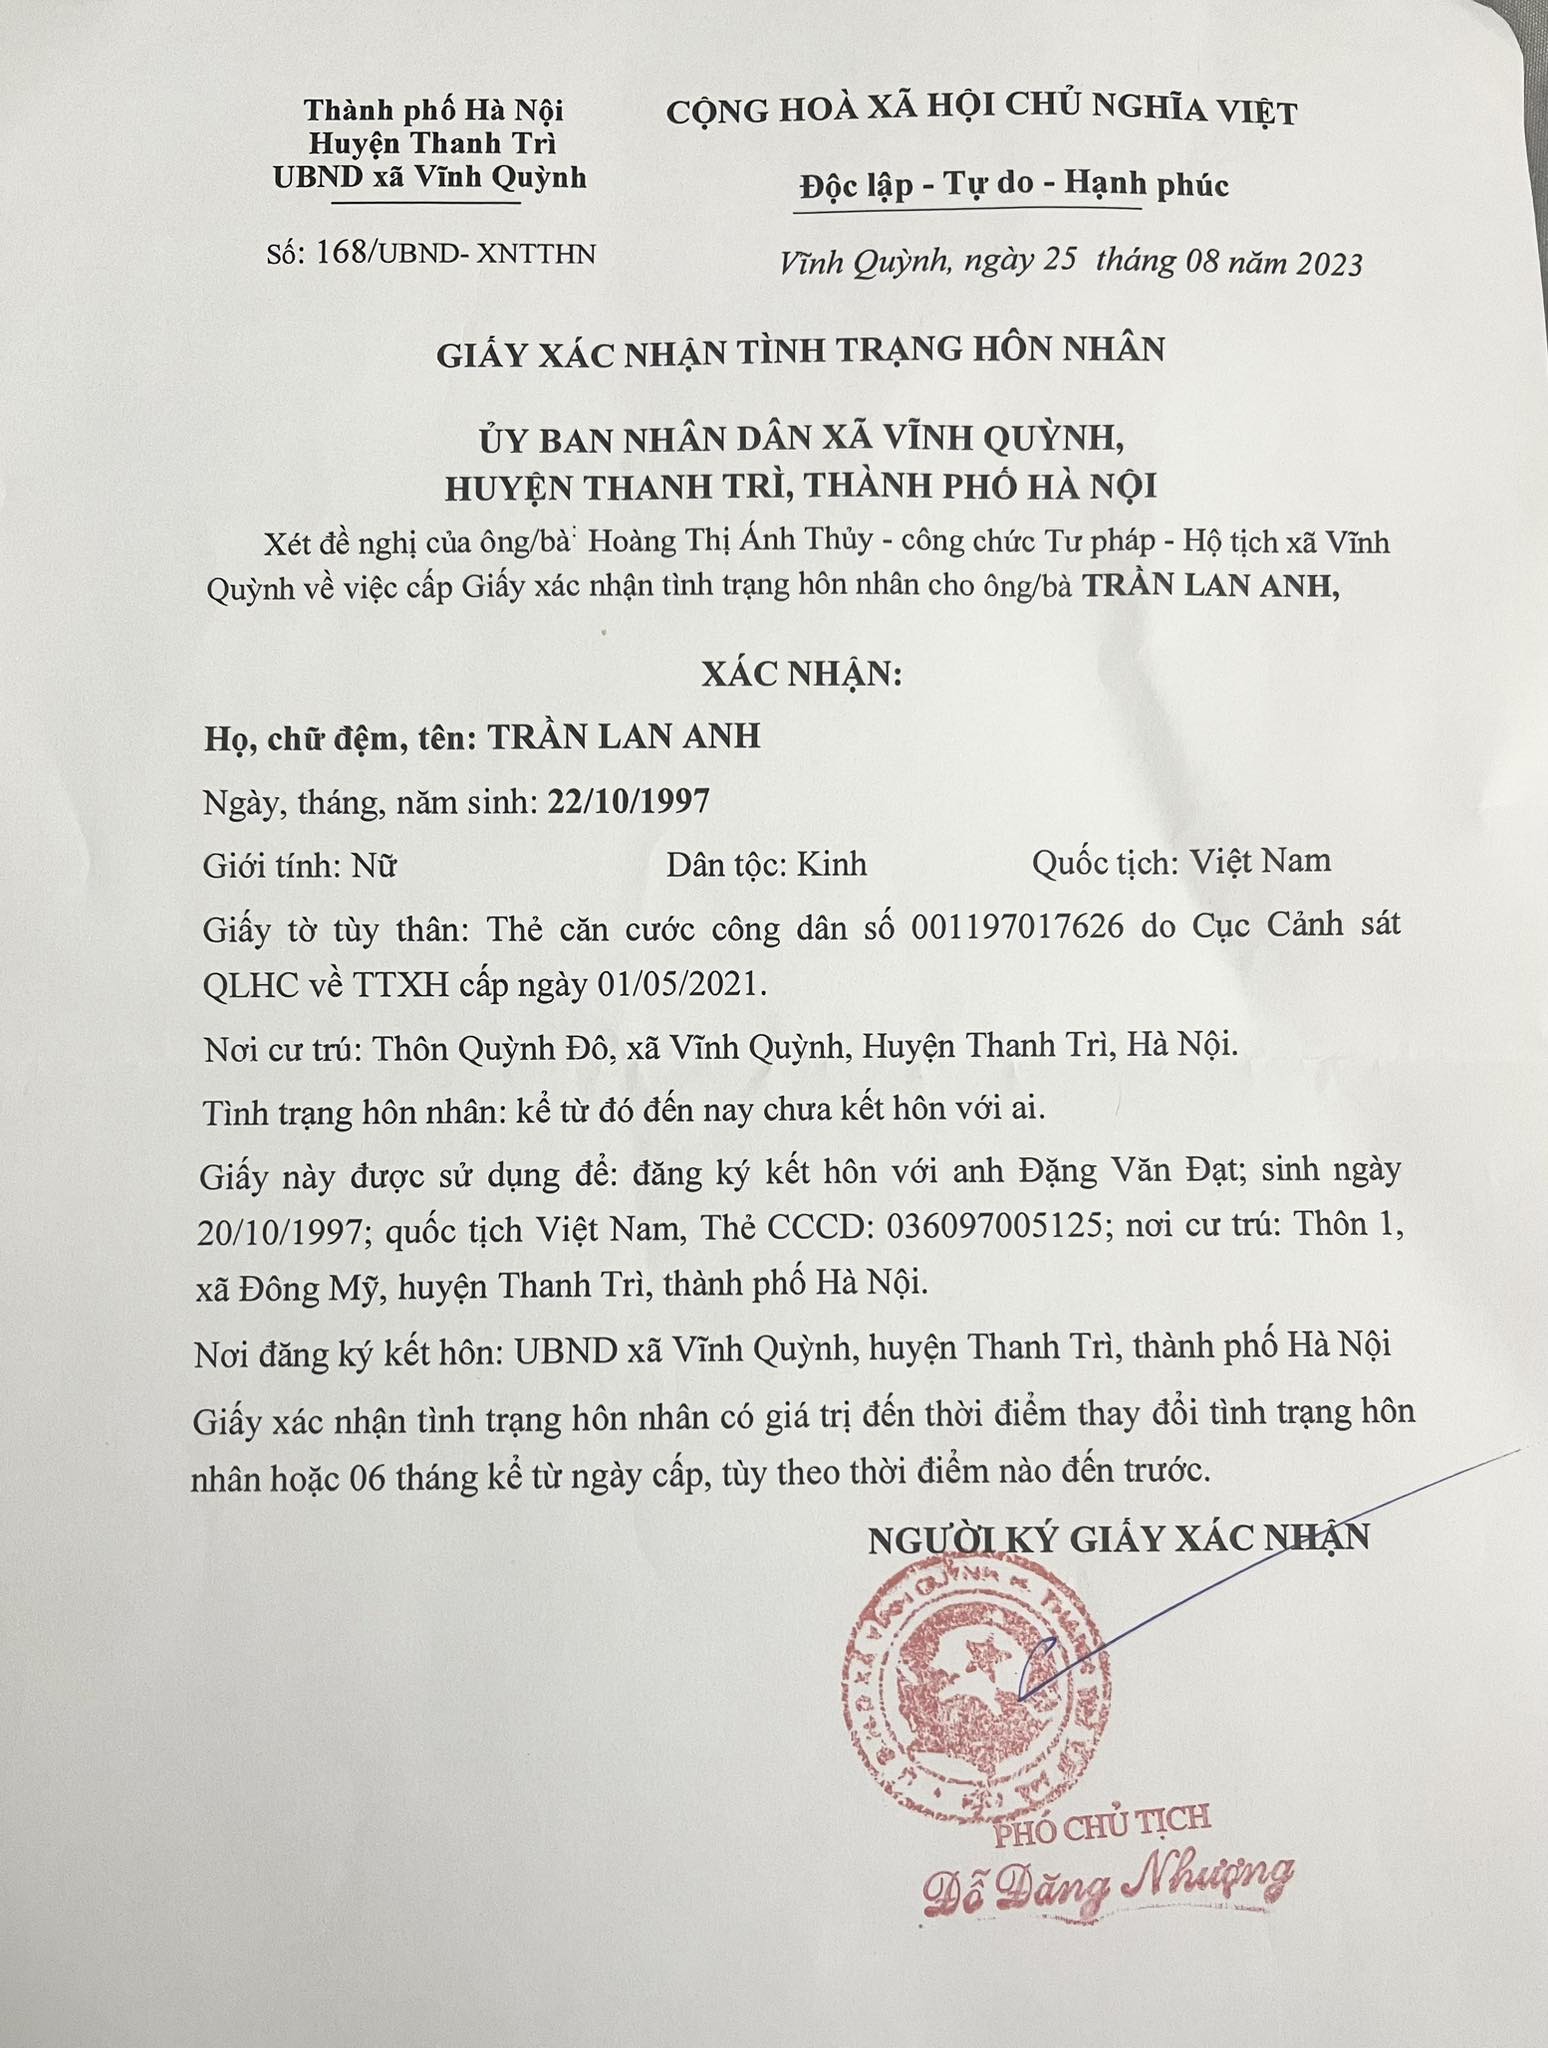 Thành phố Hà Nội
Huyện Thanh Trì
UBND xã Vĩnh Quỳnh
Số: 168/UBND- XNTTHN
CỘNG HOÀ XÃ HỘI CHỦ NGHĨA VIỆT
Độc lập - Tự do - Hạnh phúc
Vĩnh Quỳnh, ngày 25 tháng 08 năm 2023
GIẤY XÁC NHẬN TÌNH TRẠNG HÔN NHÂN
ỦY BAN NHÂN DÂN XÃ VĨNH QUỲNH,
HUYỆN THANH TRÌ, THÀNH PHỐ HÀ NỘI
Xét đề nghị của ông/bà: Hoàng Thị Ánh Thủy - công chức Tư pháp - Hộ tịch xã Vĩnh
Quỳnh về việc cấp Giấy xác nhận tình trạng hôn nhân cho ông/bà TRẦN LAN ANH,
XÁC NHẬN:
Họ, chữ đệm, tên: TRẦN LAN ANH
Ngày, tháng, năm sinh: 22/10/1997
Giới tính: Nữ Dân tộc: Kinh Quốc tịch: Việt Nam
Giấy tờ tùy thân: Thẻ căn cước công dân số 001197017626 do Cục Cảnh sát
QLHC về TTXH cấp ngày 01/05/2021.
Nơi cư trú: Thôn Quỳnh Đô, xã Vĩnh Quỳnh, Huyện Thanh Trì, Hà Nội.
Tình trạng hôn nhân: kể từ đó đến nay chưa kết hôn với ai.
Giấy này được sử dụng để: đăng ký kết hôn với anh Đặng Văn Đạt; sinh ngày
20/10/1997; quốc tịch Việt Nam, Thẻ CCCD: 036097005125; nơi cư trú: Thôn 1,
xã Đông Mỹ, huyện Thanh Trì, thành phố Hà Nội.
Nơi đăng ký kết hôn: UBND xã Vĩnh Quỳnh, huyện Thanh Trì, thành phố Hà Nội
Giấy xác nhận tình trạng hôn nhân có giá trị đến thời điểm thay đổi tình trạng hôn
nhân hoặc 06 tháng kể từ ngày cấp, tùy theo thời điểm nào đến trước.
NGƯỜI KÝ GIẤY XÁC NHẬN
PHÓ CHỦ TỊCH
Đỗ Đăng Nhượng